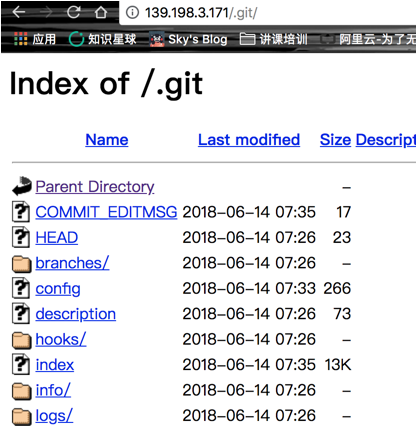 139.198.3.171/.git/
应用 知识星球 Sky's Blog 讲课培训 阿里云-为了无
Index of /.git
Name Last modified Size Descript
Parent Directory –
COMMIT_EDITMSG 2018-06-14 07:35 17
HEAD 2018-06-14 07:26 23
branches/ 2018-06-14 07:26 –
config 2018-06-14 07:33 266
description 2018-06-14 07:26 73
hooks/ 2018-06-14 07:26 –
index 2018-06-14 07:35 13K
info/ 2018-06-14 07:26 –
logs/ 2018-06-14 07:26 –